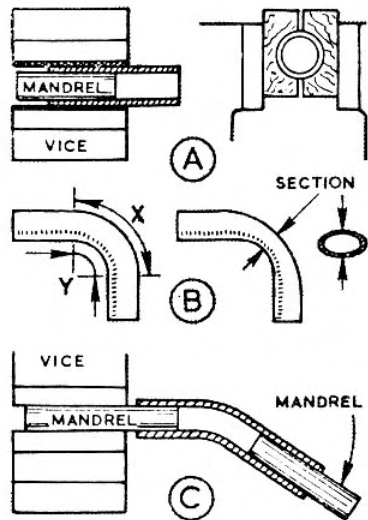 MANDREL
VICE
A
SECTION
X
Y
B
VICE
MANDREL
MANDREL
C